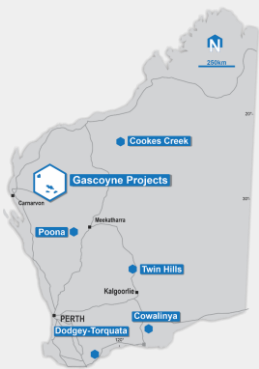 N
250km
Cookes Creek
Gascoyne Projects
Carnarvon
Poona
Meekatharra
Twin Hills
Kalgoorlie
Cowalinya
PERTH
Dodgey-Torquata